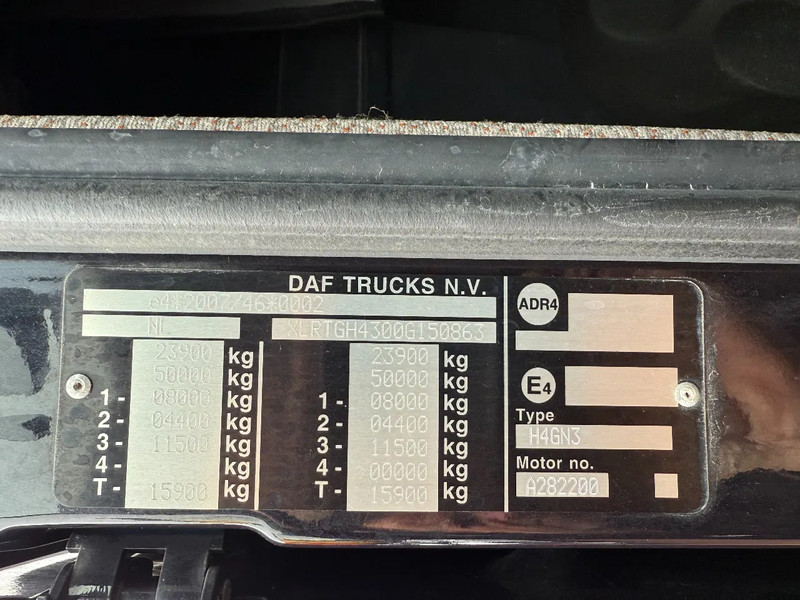 DAF TRUCKS N.V.
e4*2007/46*0002
NL XLRTGH4300G150863
23900 kg 23900 kg
50000 kg 50000 kg
1- 08000 kg 1- 08000 kg
2- 04400 kg 2- 04400 kg
3- 11500 kg 3- 11500 kg
4- kg 4- 00000 kg
T- 15900 kg T- 15900 kg
ADR4
E4
Type
H4GN3
Motor no.
A282200